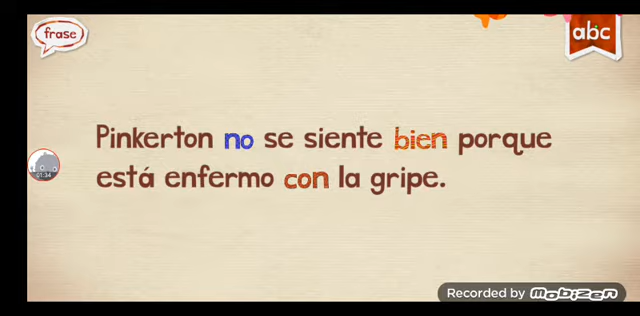 frase
abc
Pinkerton no se siente bien porque
está enfermo con la gripe.
01:34
Recorded by Mobizen